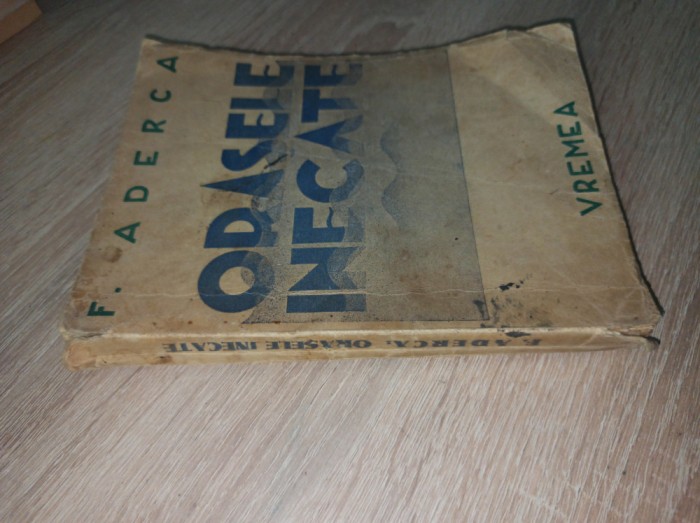 F. ADERCA
ORAȘELE
INECATE
VREMEA
F. ADERCA: ORAȘELE INECATE